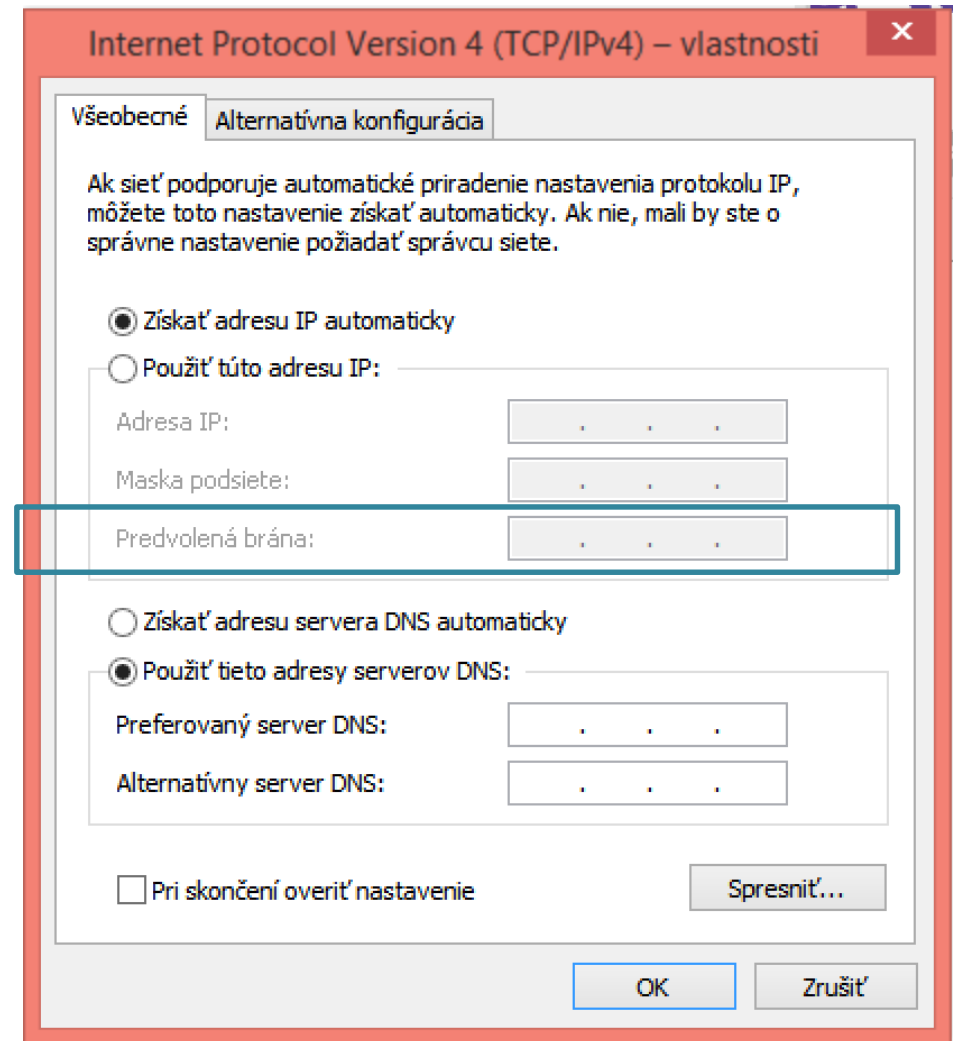 Internet Protocol Version 4 (TCP/IPv4) – vlastnosti
Všeobecné
Alternatívna konfigurácia
Ak sieť podporuje automatické priradenie nastavenia protokolu IP,
môžete toto nastavenie získať automaticky. Ak nie, mali by ste o
správne nastavenie požiadať správcu siete.
Získať adresu IP automaticky
Použiť túto adresu IP:
Adresa IP: . . .
Maska podsiete: . . .
Predvolená brána: . . .
Získať adresu servera DNS automaticky
Použiť tieto adresy serverov DNS:
Preferovaný server DNS: . . .
Alternatívny server DNS: . . .
Pri skončení overiť nastavenie
Spresniť...
OK
Zrušiť